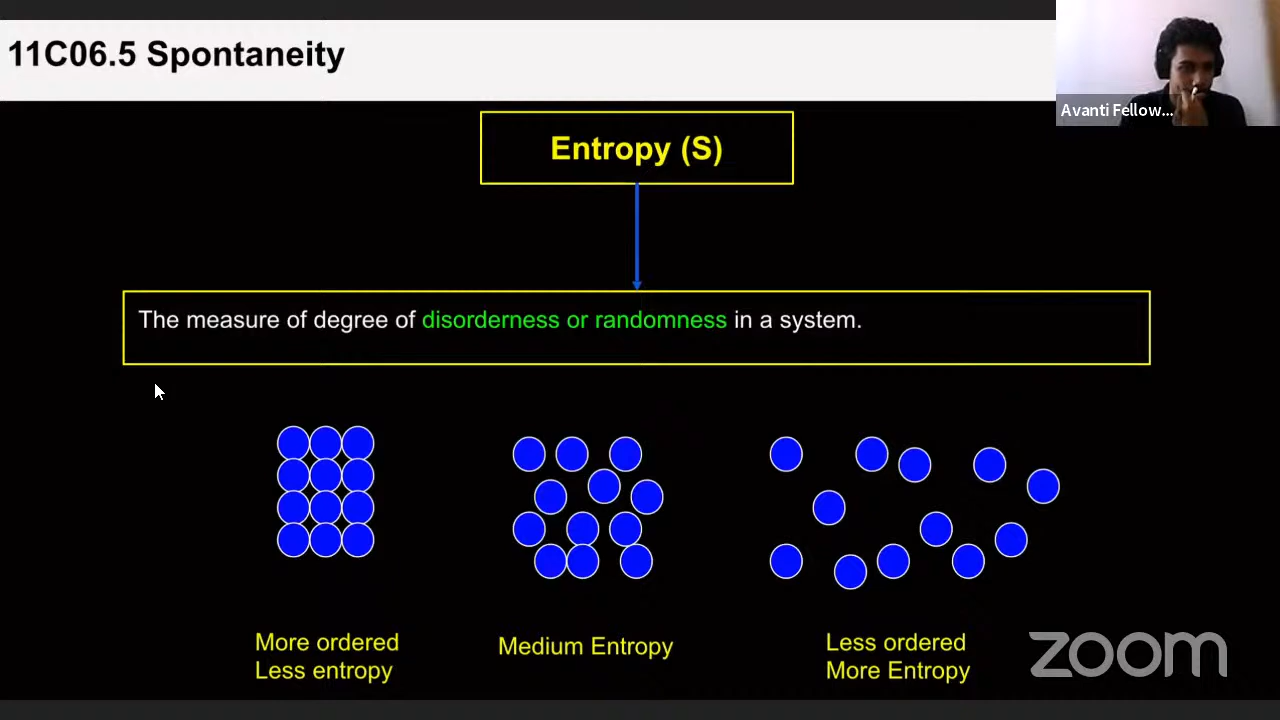 11C06.5 Spontaneity
Avanti Fellow...
Entropy (S)
The measure of degree of disorderness or randomness in a system.
More ordered
Less entropy
Medium Entropy
Less ordered
More Entropy
zoom